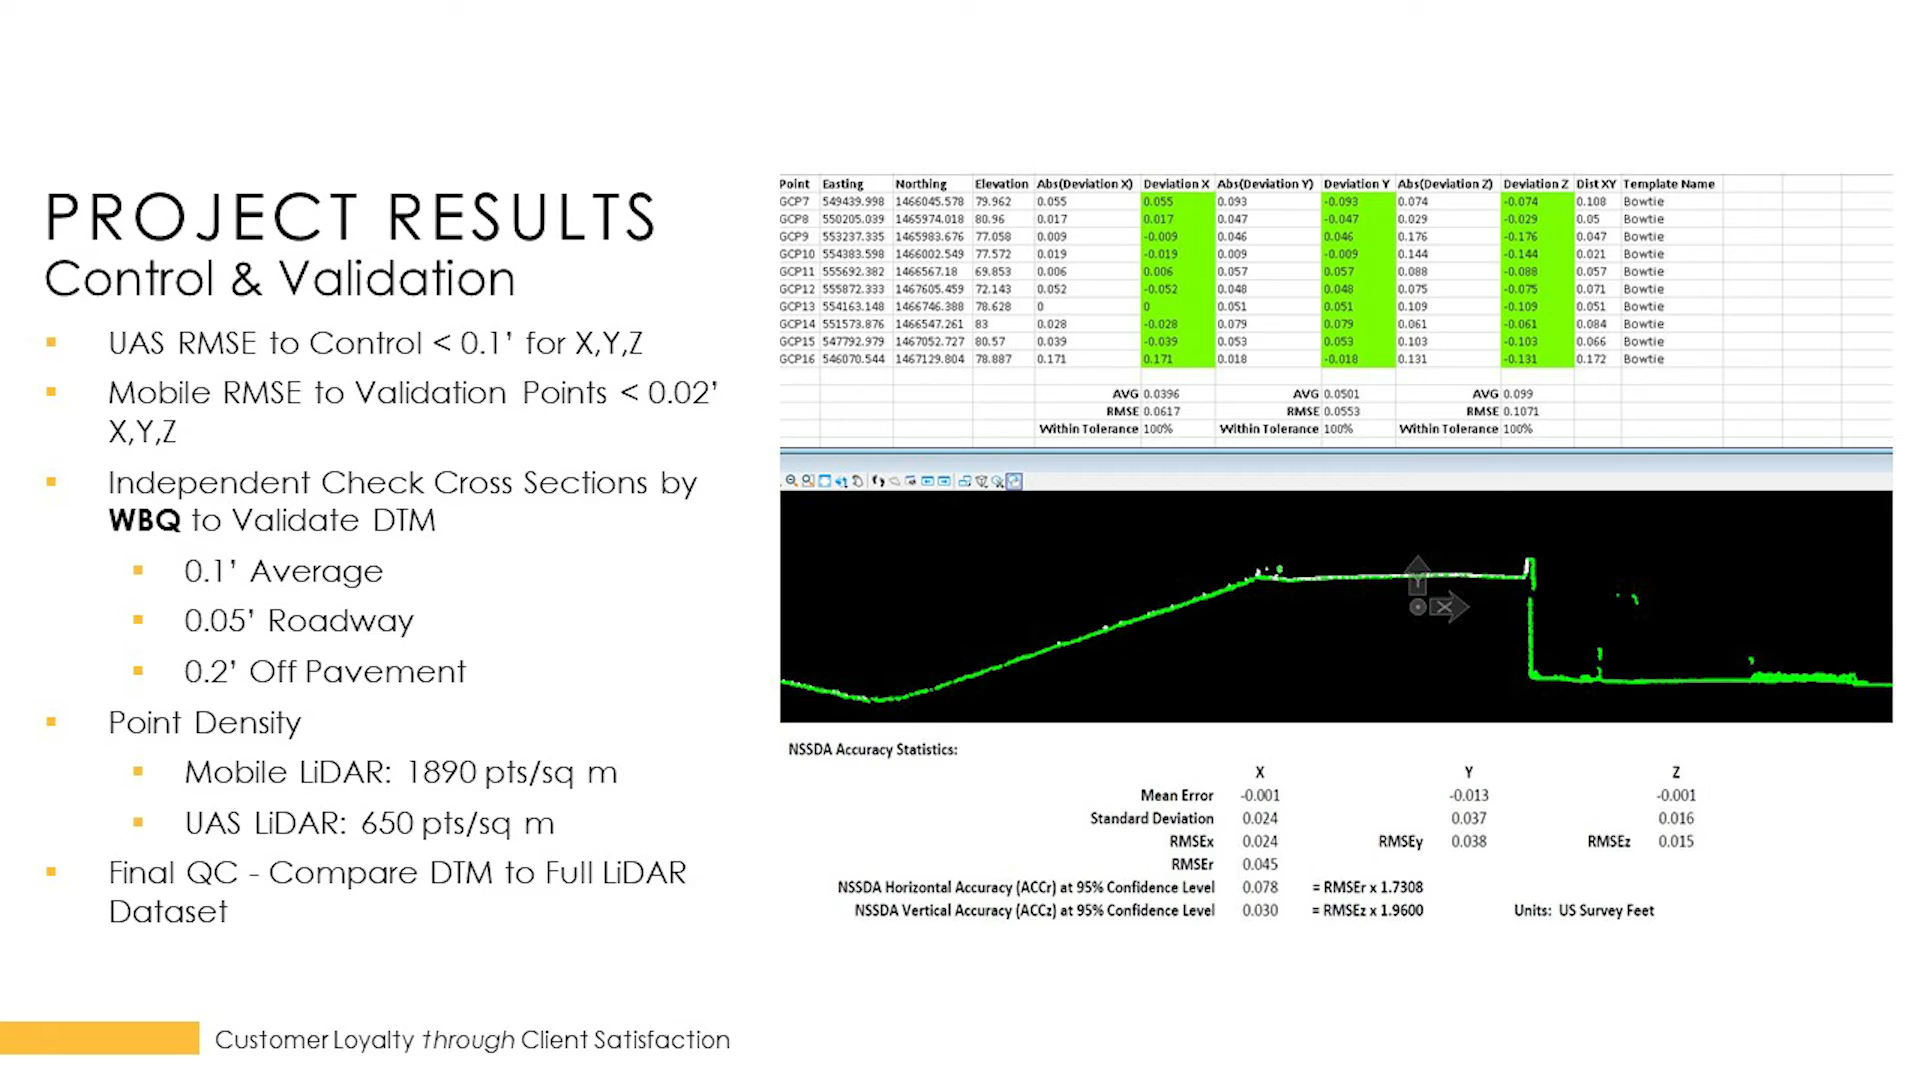 PROJECT RESULTS
Control & Validation
▪ UAS RMSE to Control < 0.1’ for X,Y,Z
▪ Mobile RMSE to Validation Points < 0.02’
X,Y,Z
▪ Independent Check Cross Sections by
WBQ to Validate DTM
▪ 0.1’ Average
▪ 0.05’ Roadway
▪ 0.2’ Off Pavement
▪ Point Density
▪ Mobile LiDAR: 1890 pts/sq m
▪ UAS LiDAR: 650 pts/sq m
▪ Final QC - Compare DTM to Full LiDAR
Dataset
Point Easting Northing Elevation Abs(Deviation X) Deviation X Abs(Deviation Y) Deviation Y Abs(Deviation Z) Deviation Z Dist XY Template Name
GCP7 549439.998 1466045.578 79.962 0.055 0.055 0.093 -0.093 0.074 -0.074 0.108 Bowtie
GCP8 550205.039 1465974.018 80.96 0.017 0.017 0.047 -0.047 0.029 -0.029 0.05 Bowtie
GCP9 553237.335 1465983.676 77.058 0.009 -0.009 0.046 0.046 0.176 -0.176 0.047 Bowtie
GCP10 554383.598 1466002.549 77.572 0.019 -0.019 0.009 -0.009 0.144 -0.144 0.021 Bowtie
GCP11 555692.382 1466567.18 69.853 0.006 0.006 0.057 0.057 0.088 -0.088 0.057 Bowtie
GCP12 555872.333 1467605.459 72.143 0.052 -0.052 0.048 0.048 0.075 -0.075 0.071 Bowtie
GCP13 554163.148 1466746.388 78.628 0 0 0.051 0.051 0.109 -0.109 0.051 Bowtie
GCP14 551573.876 1466547.261 83 0.028 -0.028 0.079 0.079 0.061 -0.061 0.084 Bowtie
GCP15 547792.979 1467052.727 80.57 0.039 -0.039 0.053 0.053 0.103 -0.103 0.066 Bowtie
GCP16 546070.544 1467129.804 78.887 0.171 0.171 0.018 -0.018 0.131 -0.131 0.172 Bowtie
AVG 0.0396 AVG 0.0501 AVG 0.099
RMSE 0.0617 RMSE 0.0553 RMSE 0.1071
Within Tolerance 100% Within Tolerance 100% Within Tolerance 100%
Y
X
NSSDA Accuracy Statistics:
X Y Z
Mean Error -0.001 -0.013 -0.001
Standard Deviation 0.024 0.037 0.016
RMSEx 0.024 RMSEy 0.038 RMSEz 0.015
RMSEr 0.045
NSSDA Horizontal Accuracy (ACCr) at 95% Confidence Level 0.078 = RMSEr x 1.7308
NSSDA Vertical Accuracy (ACCz) at 95% Confidence Level 0.030 = RMSEz x 1.9600 Units: US Survey Feet
Customer Loyalty through Client Satisfaction